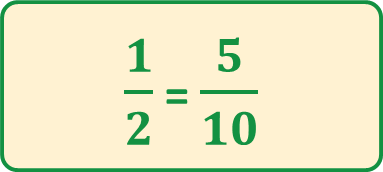 1/2 = 5/10